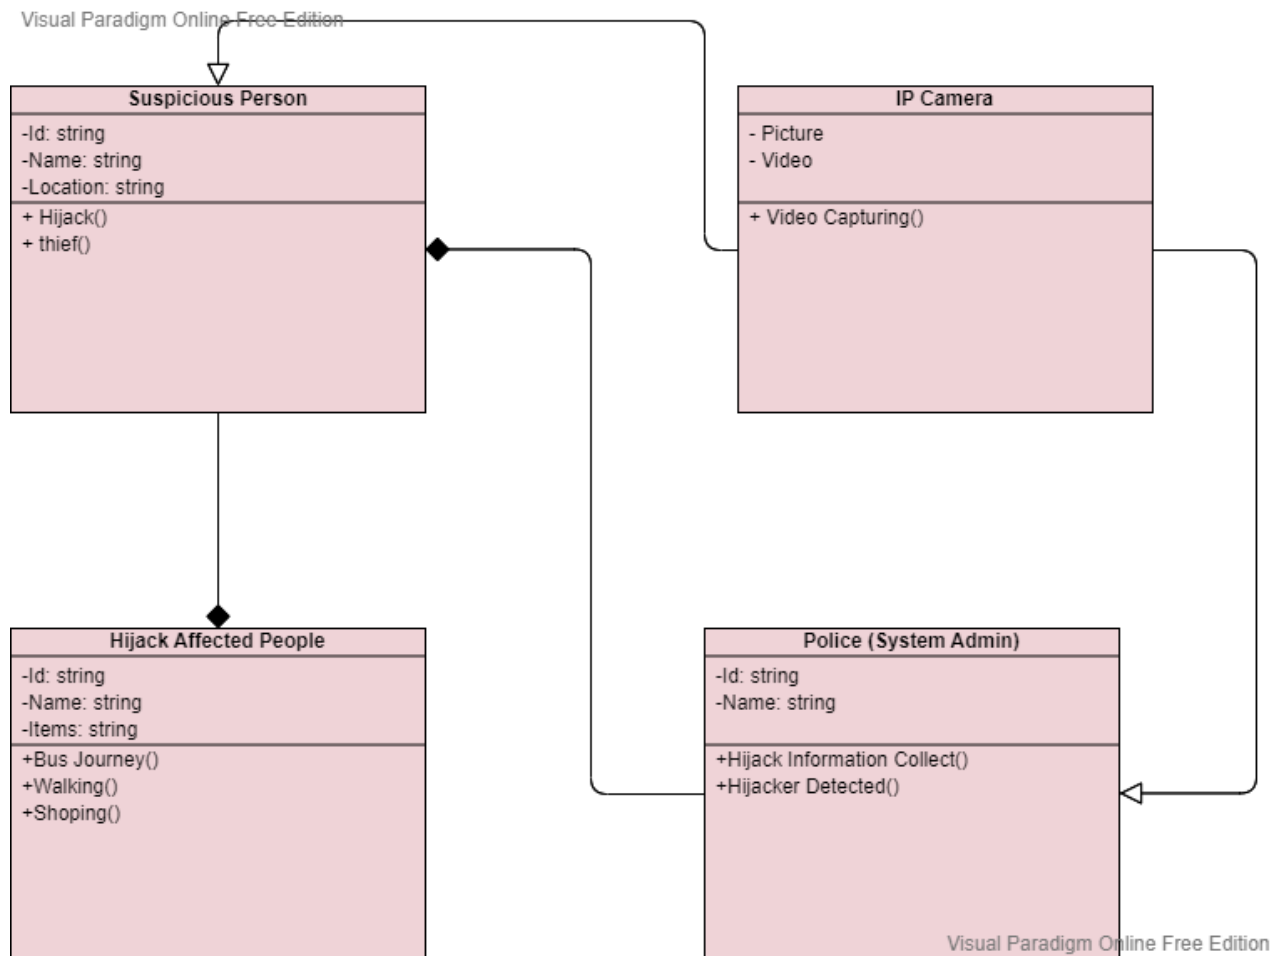 Visual Paradigm Online Free Edition
Suspicious Person
-Id: string
-Name: string
-Location: string
+ Hijack()
+ thief()
IP Camera
- Picture
- Video
+ Video Capturing()
Hijack Affected People
-Id: string
-Name: string
-Items: string
+Bus Journey()
+Walking()
+Shoping()
Police (System Admin)
-Id: string
-Name: string
+Hijack Information Collect()
+Hijacker Detected()
Visual Paradigm Online Free Edition